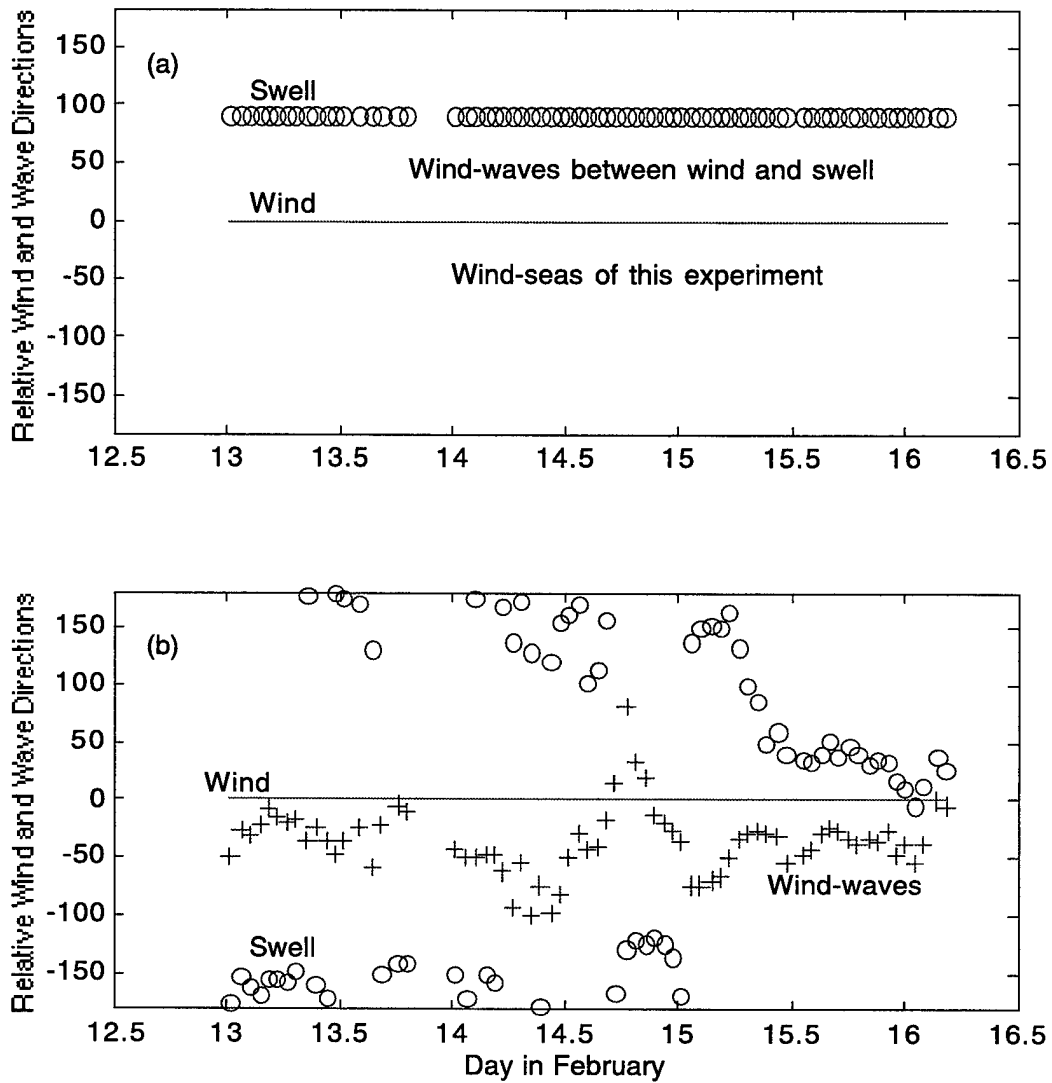 Relative Wind and Wave Directions
(a)
150
100
50
0
-50
-100
-150
Swell
Wind-waves between wind and swell
Wind
Wind-seas of this experiment
12.5 13 13.5 14 14.5 15 15.5 16 16.5
Relative Wind and Wave Directions
(b)
150
100
50
0
-50
-100
-150
Wind
Wind-waves
Swell
12.5 13 13.5 14 14.5 15 15.5 16 16.5
Day in February